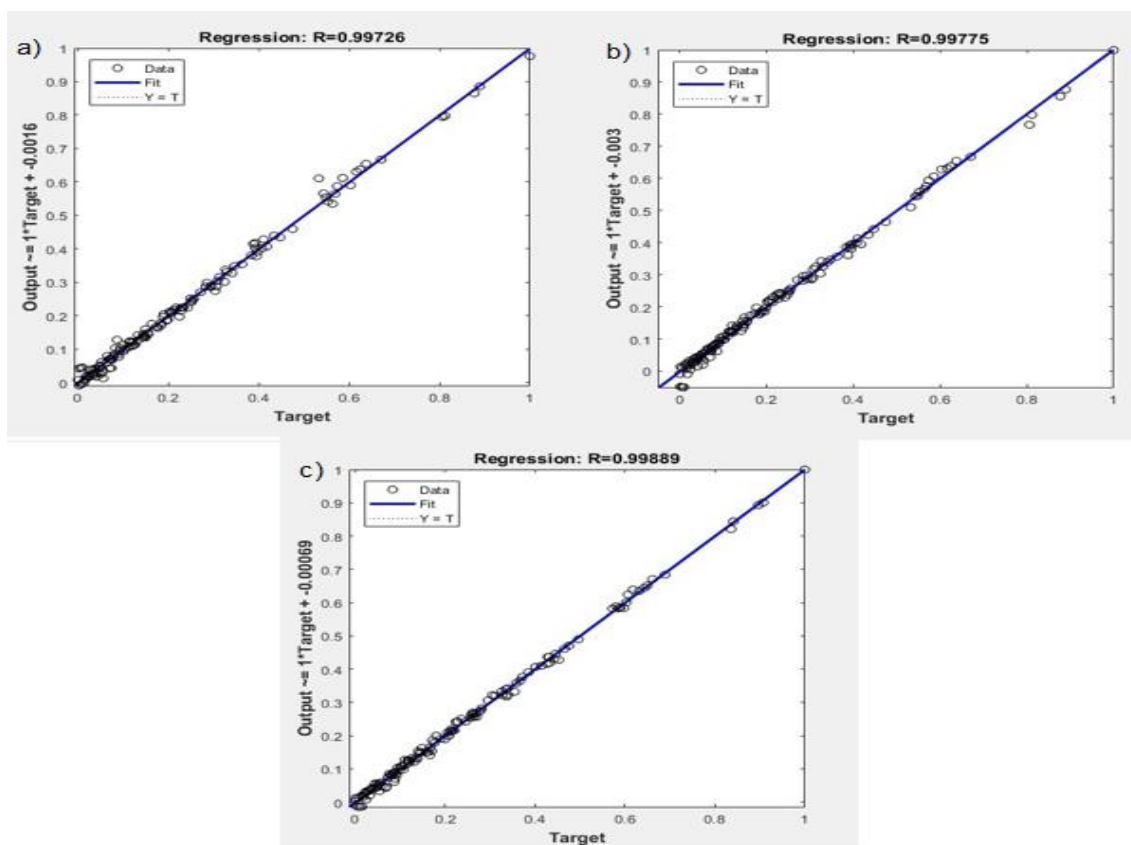 a)
Regression: R=0.99726
Data
Fit
Y = T
Output ~= 1*Target + -0.0016
1
0.9
0.8
0.7
0.6
0.5
0.4
0.3
0.2
0.1
0
0
0.2
0.4
0.6
0.8
1
Target
b)
Regression: R=0.99775
Data
Fit
Y = T
Output ~= 1*Target + -0.003
1
0.9
0.8
0.7
0.6
0.5
0.4
0.3
0.2
0.1
0
0
0.2
0.4
0.6
0.8
1
Target
c)
Regression: R=0.99889
Data
Fit
Y = T
Output ~= 1*Target + -0.00069
1
0.9
0.8
0.7
0.6
0.5
0.4
0.3
0.2
0.1
0
0
0.2
0.4
0.6
0.8
1
Target